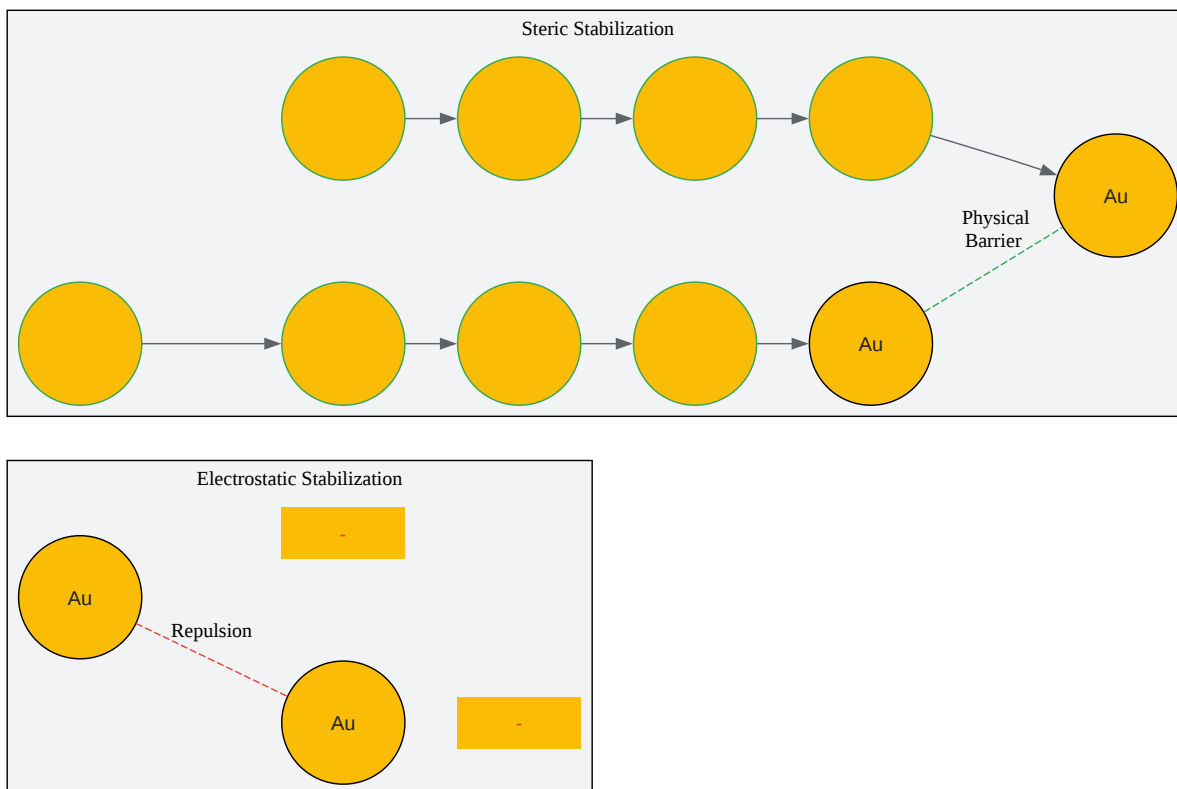 Steric Stabilization
Au
Physical
Barrier
Au
Electrostatic Stabilization
-
Au
Repulsion
Au
-